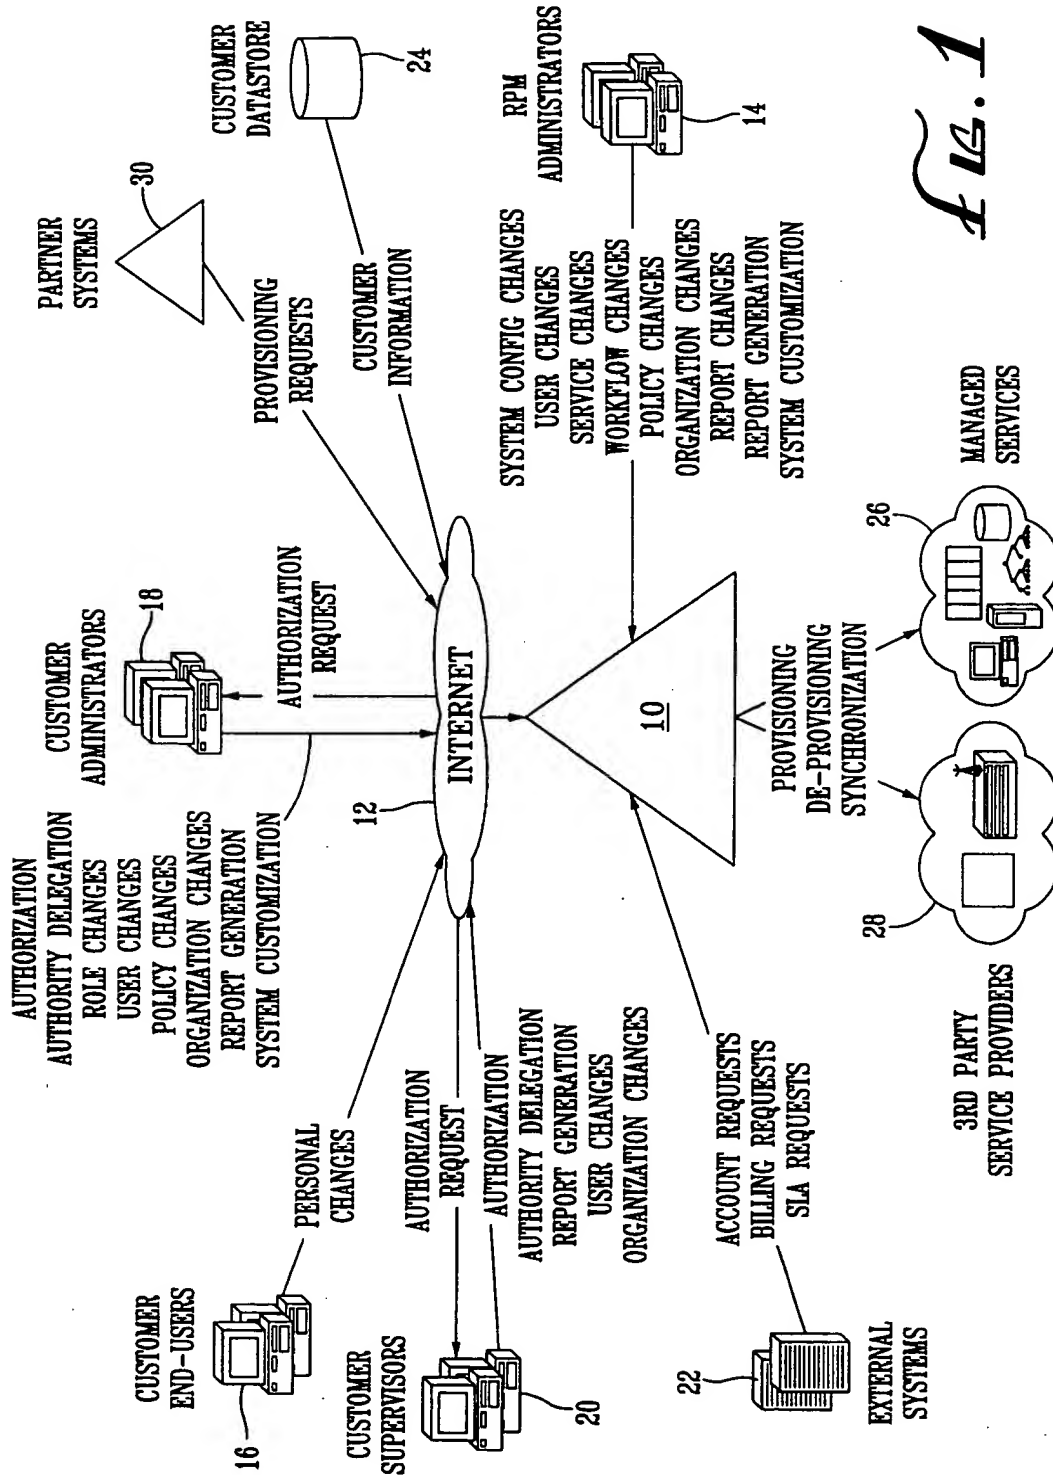 CUSTOMER
END-USERS
16
PERSONAL
CHANGES
AUTHORIZATION
AUTHORITY DELEGATION
ROLE CHANGES
USER CHANGES
POLICY CHANGES
ORGANIZATION CHANGES
REPORT GENERATION
SYSTEM CUSTOMIZATION
CUSTOMER
ADMINISTRATORS
18
AUTHORIZATION
REQUEST
PARTNER
SYSTEMS
30
PROVISIONING
REQUESTS
CUSTOMER
DATASTORE
24
CUSTOMER
INFORMATION
CUSTOMER
SUPERVISORS
20
AUTHORIZATION
REQUEST
AUTHORIZATION
AUTHORITY DELEGATION
REPORT GENERATION
USER CHANGES
ORGANIZATION CHANGES
12
INTERNET
10
RPM
ADMINISTRATORS
14
SYSTEM CONFIG CHANGES
USER CHANGES
SERVICE CHANGES
WORKFLOW CHANGES
POLICY CHANGES
ORGANIZATION CHANGES
REPORT CHANGES
REPORT GENERATION
SYSTEM CUSTOMIZATION
22
EXTERNAL
SYSTEMS
ACCOUNT REQUESTS
BILLING REQUESTS
SLA REQUESTS
PROVISIONING
DE-PROVISIONING
SYNCHRONIZATION
28
3RD PARTY
SERVICE PROVIDERS
26
MANAGED
SERVICES
FIG. 1